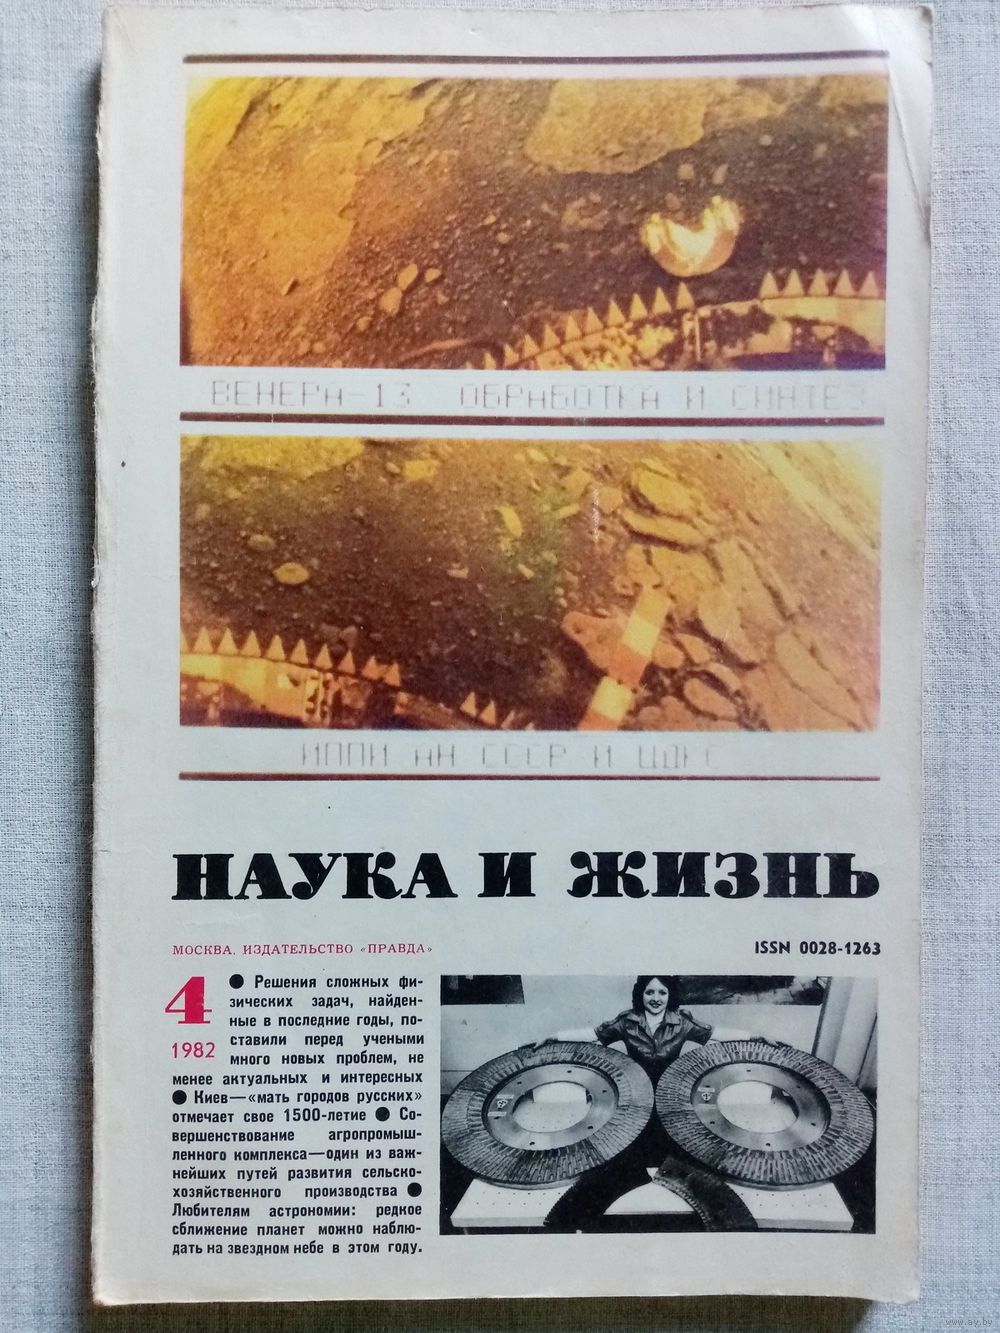 ВЕНЕРА-13 ОБРАБОТКА И СИНТЕЗ
ИППИ АН СССР И ЦДКС
НАУКА И ЖИЗНЬ
МОСКВА. ИЗДАТЕЛЬСТВО «ПРАВДА»
ISSN 0028-1263
4
1982
● Решения сложных фи-
зических задач, найден-
ные в последние годы, по-
ставили перед учеными
много новых проблем, не
менее актуальных и интересных
● Киев—«мать городов русских»
отмечает свое 1500-летие ● Со-
вершенствование агропромыш-
ленного комплекса—один из важ-
нейших путей развития сельско-
хозяйственного производства ●
Любителям астрономии: редкое
сближение планет можно наблю-
дать на звездном небе в этом году.
www.ay.by